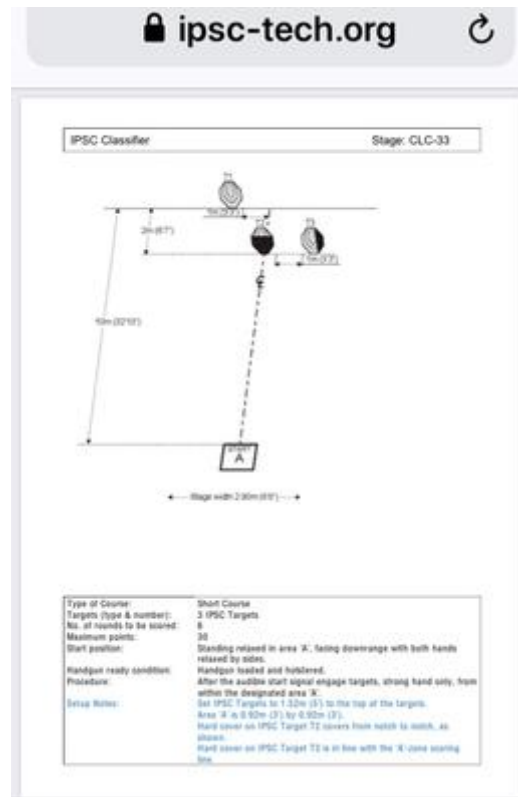 ipsc-tech.org
IPSC Classifier Stage: CLC-33
T1
2m (6'7")
T3
1m (3'3")
10m (32'10")
START
A
Stage width 2.00m (6'6")
Type of Course: Short Course
Targets (type & number): 3 IPSC Targets
No. of rounds to be scored: 6
Maximum points: 30
Start position: Standing relaxed in area 'A', facing downrange with both hands
relaxed by sides.
Handgun ready condition: Handgun loaded and holstered.
Procedure: After the audible start signal engage targets, strong hand only, from
within the designated area 'A'.
Setup Notes: Set IPSC Targets to 1.52m (5') to the top of the targets.
Area 'A' is 0.92m (3') by 0.92m (3').
Hard cover on IPSC Target T2 covers from notch to notch, as
shown.
Hard cover on IPSC Target T3 is in line with the 'A'-zone scoring
line.